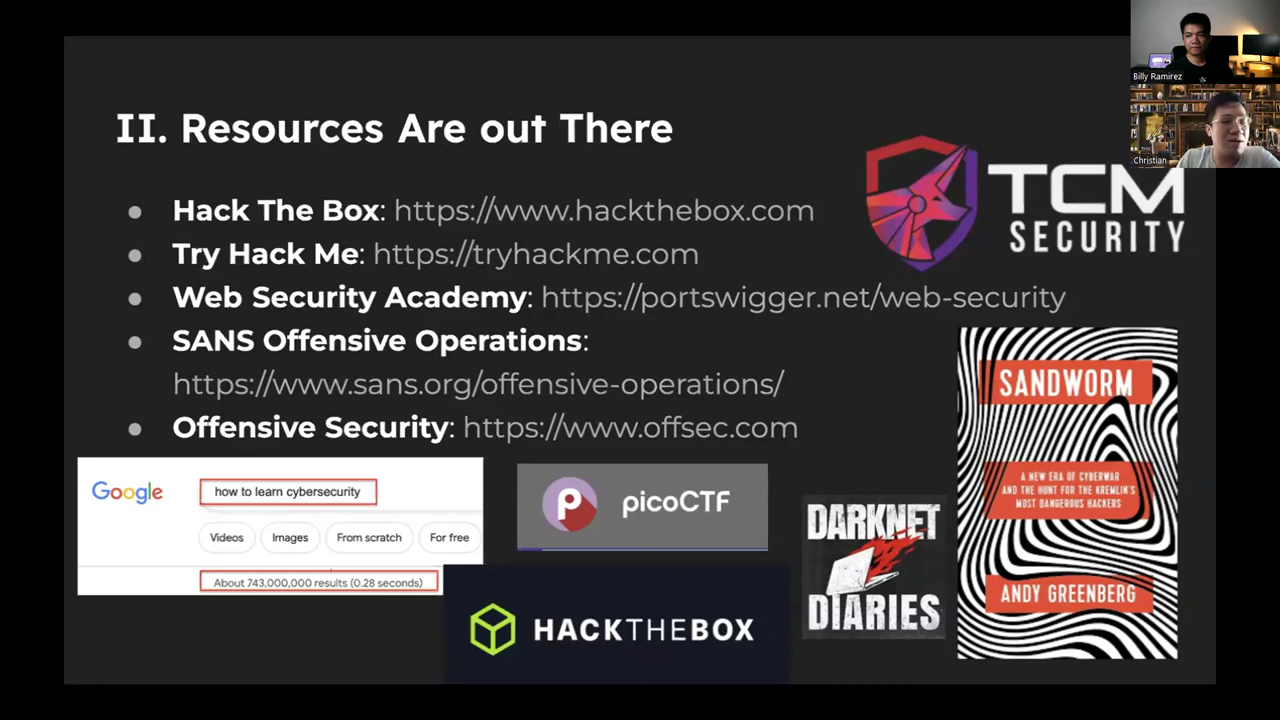 II. Resources Are out There
Hack The Box: https://www.hackthebox.com
Try Hack Me: https://tryhackme.com
Web Security Academy: https://portswigger.net/web-security
SANS Offensive Operations:
https://www.sans.org/offensive-operations/
Offensive Security: https://www.offsec.com
Billy Ramirez
Christian
TCM
SECURITY
Google
how to learn cybersecurity
Videos
Images
From scratch
For free
About 743,000,000 results (0.28 seconds)
picoCTF
HACKTHEBOX
DARKNET
DIARIES
SANDWORM
A NEW ERA OF CYBERWAR
AND THE HUNT FOR THE KREMLIN'S
MOST DANGEROUS HACKERS
ANDY GREENBERG